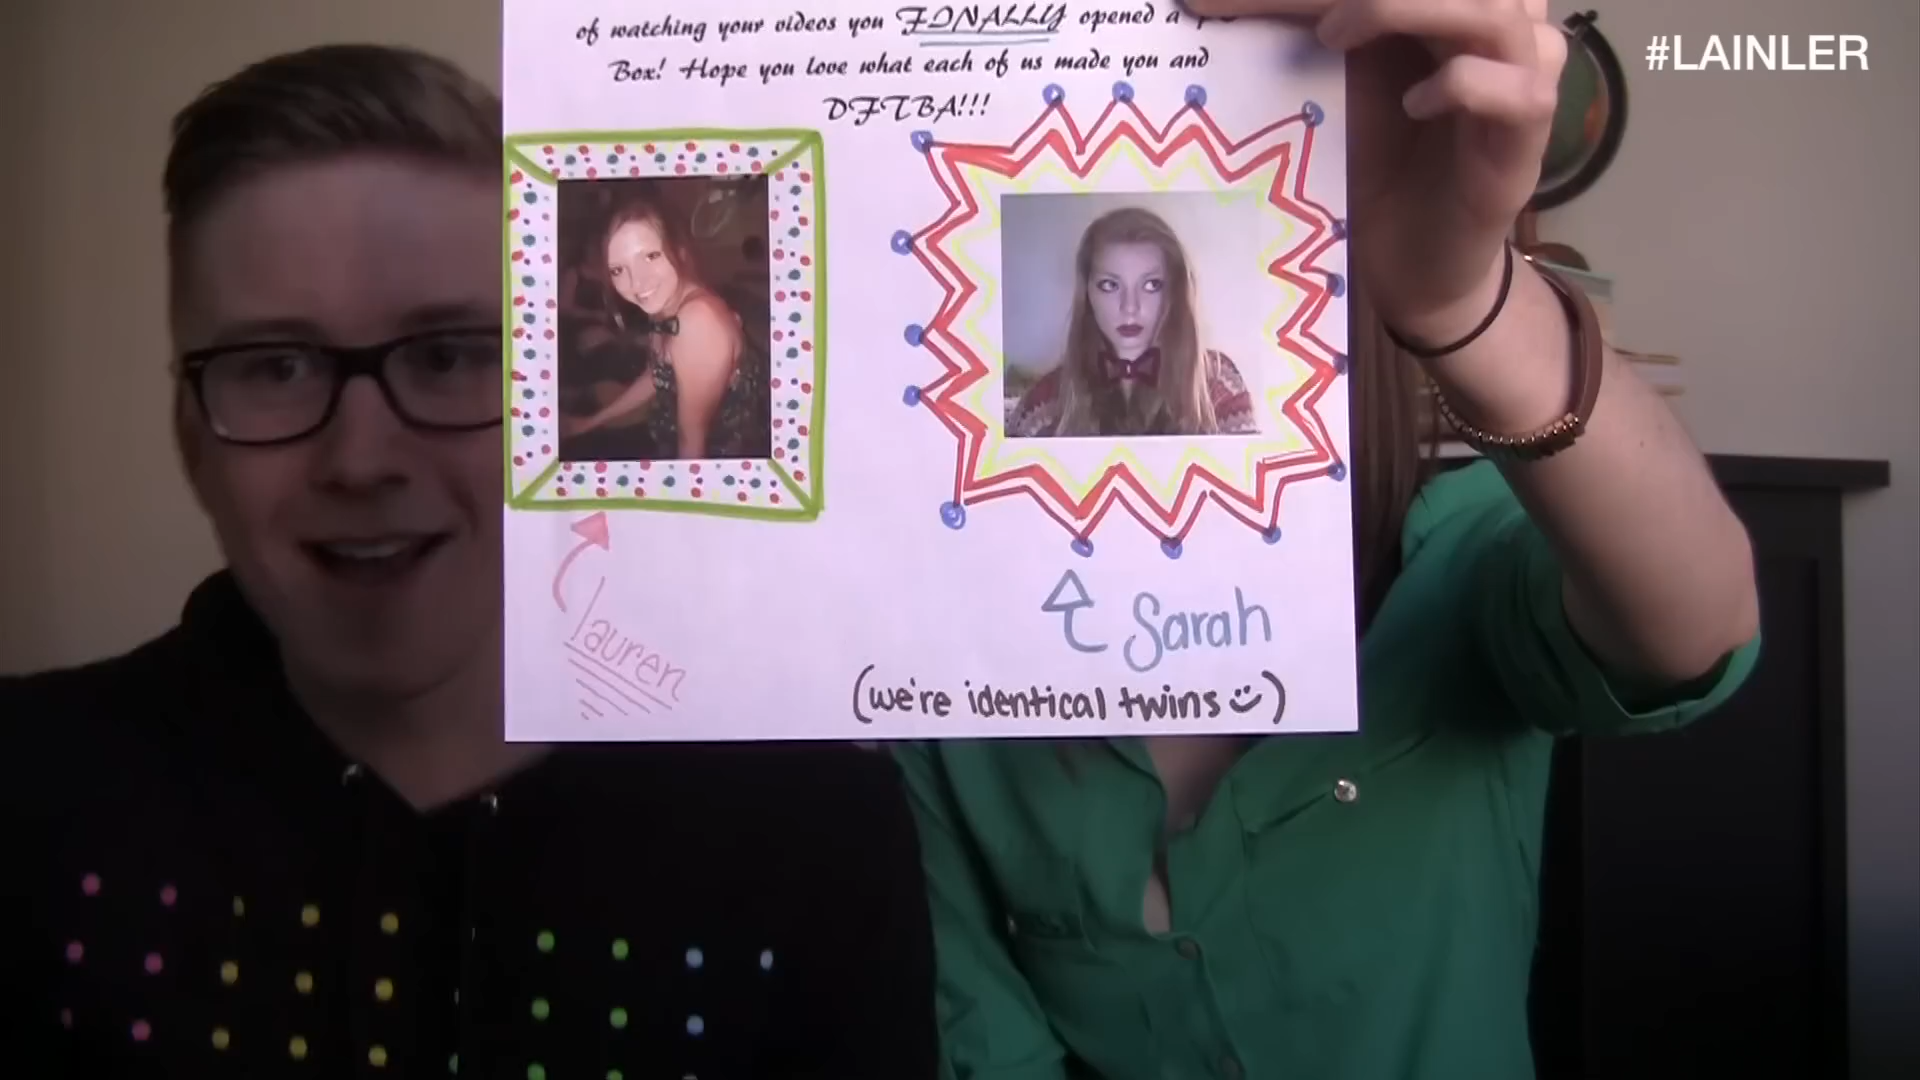 #LAINLER
of watching your videos you FINALLY opened a
Box! Hope you love what each of us made you and
DFTBA!!!
lauren
Sarah
(we're identical twins☺)